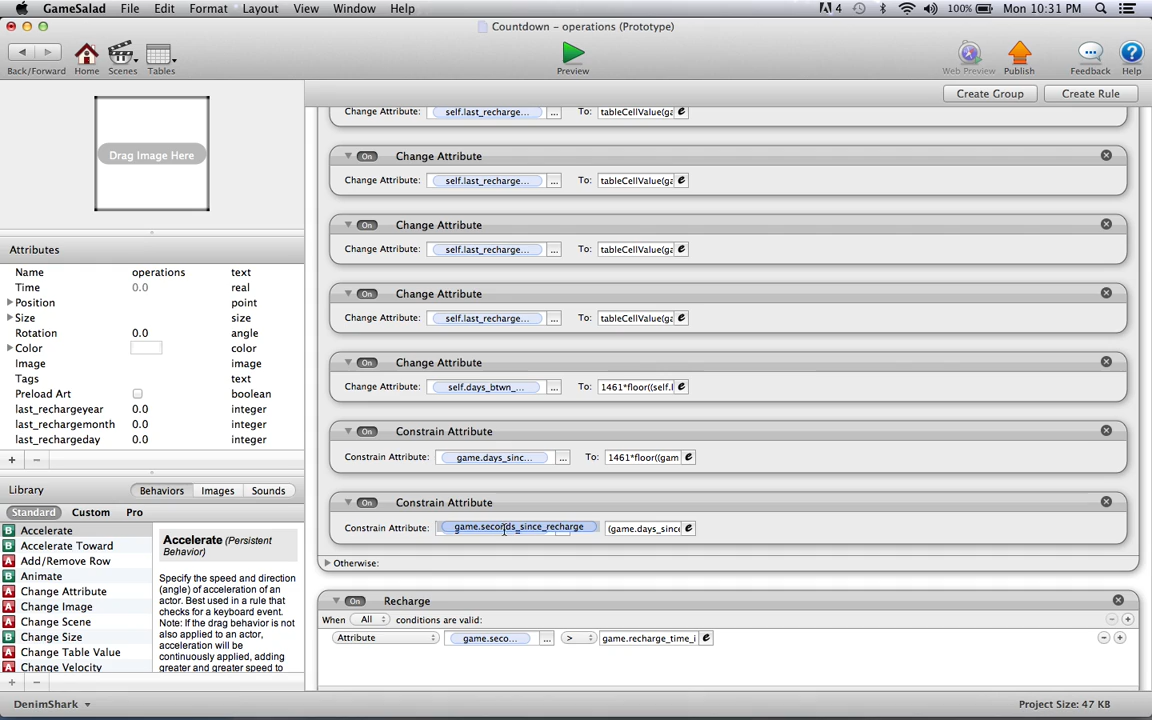 GameSalad File Edit Format Layout View Window Help 4 100% Mon 10:31 PM
Countdown – operations (Prototype)
Back/Forward Home Scenes Tables Preview Web Preview Publish Feedback Help
Create Group Create Rule
Drag Image Here
Attributes
Name operations text
Time 0.0 real
Position point
Size size
Rotation 0.0 angle
Color color
Image image
Tags text
Preload Art boolean
last_rechargeyear 0.0 integer
last_rechargemonth 0.0 integer
last_rechargeday 0.0 integer
+ −
Library Behaviors Images Sounds
Standard Custom Pro
B Accelerate
B Accelerate Toward
A Add/Remove Row
B Animate
A Change Attribute
A Change Image
A Change Scene
A Change Size
A Change Table Value
A Change Velocity
Accelerate (Persistent
Behavior)
Specify the speed and direction
(angle) of acceleration of an
actor. Best used in a rule that
checks for a keyboard event.
Note: If the drag behavior is not
also applied to an actor,
acceleration will be
continuously applied, adding
greater and greater speed to
+ −
Change Attribute: self.last_recharge... ... To: tableCellValue(ga e
On Change Attribute
Change Attribute: self.last_recharge... ... To: tableCellValue(ga e
On Change Attribute
Change Attribute: self.last_recharge... ... To: tableCellValue(ga e
On Change Attribute
Change Attribute: self.last_recharge... ... To: tableCellValue(ga e
On Change Attribute
Change Attribute: self.days_btwn_... ... To: 1461*floor((self.l e
On Constrain Attribute
Constrain Attribute: game.days_sinc... ... To: 1461*floor((gam e
On Constrain Attribute
Constrain Attribute: game.seconds_since_recharge (game.days_since e
Otherwise:
On Recharge
When All conditions are valid:
Attribute game.seco... ... > game.recharge_time_i e
DenimShark Project Size: 47 KB